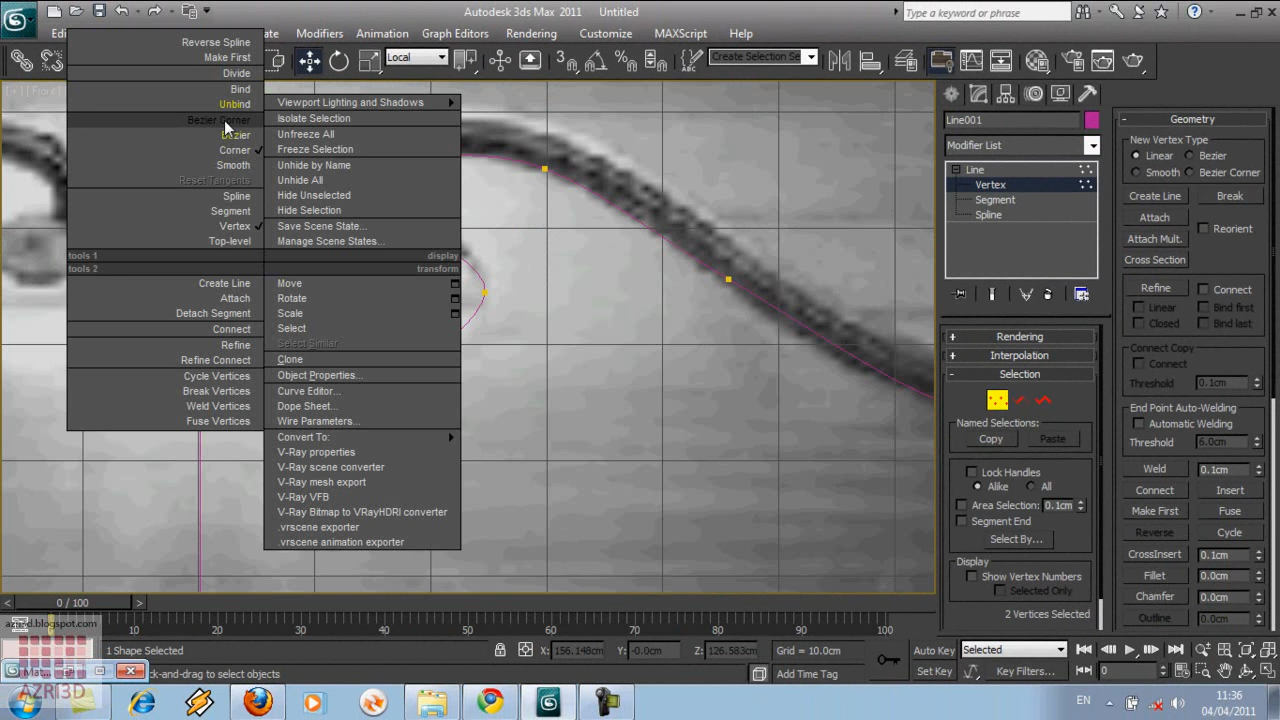 Autodesk 3ds Max 2011 Untitled
Type a keyword or phrase
Modifiers Animation Graph Editors Rendering Customize MAXScript Help
Local
Create Selection Se
Reverse Spline
Make First
Divide
Bind
Unbind
Bezier Corner
Bezier
Corner
Smooth
Reset Tangents
Spline
Segment
Vertex
Top-level
tools 1
tools 2
Create Line
Attach
Detach Segment
Connect
Refine
Refine Connect
Cycle Vertices
Break Vertices
Weld Vertices
Fuse Vertices
Viewport Lighting and Shadows
Isolate Selection
Unfreeze All
Freeze Selection
Unhide by Name
Unhide All
Hide Unselected
Hide Selection
Save Scene State...
Manage Scene States...
display
transform
Move
Rotate
Scale
Select
Select Similar
Clone
Object Properties...
Curve Editor...
Dope Sheet...
Wire Parameters...
Convert To:
V-Ray properties
V-Ray scene converter
V-Ray mesh export
V-Ray VFB
V-Ray Bitmap to VRayHDRI converter
.vrscene exporter
.vrscene animation exporter
Line001
Modifier List
Line
Vertex
Segment
Spline
Rendering
Interpolation
Selection
Named Selections:
Copy Paste
Lock Handles
Alike All
Area Selection: 0.1cm
Segment End
Select By...
Display
Show Vertex Numbers
Selected Only
2 Vertices Selected
Geometry
New Vertex Type
Linear Bezier
Smooth Bezier Corner
Create Line Break
Attach
Reorient
Attach Mult.
Cross Section
Refine Connect
Linear Bind first
Closed Bind last
Connect Copy
Connect
Threshold 0.1cm
End Point Auto-Welding
Automatic Welding
Threshold 6.0cm
Weld 0.1cm
Connect Insert
Make First Fuse
Reverse Cycle
CrossInsert 0.1cm
Fillet 0.0cm
Chamfer 0.0cm
Outline 0.0cm
0 / 100
10 20 30 40 50 60 70 80 90 100
azri3d.blogspot.com
1 Shape Selected
X: 156.148cm Y: -0.0cm Z: 126.583cm
Grid = 10.0cm
Auto Key Selected
ck-and-drag to select objects
Add Time Tag
Set Key Key Filters...
0
AZRI3D
EN
11:36
04/04/2011